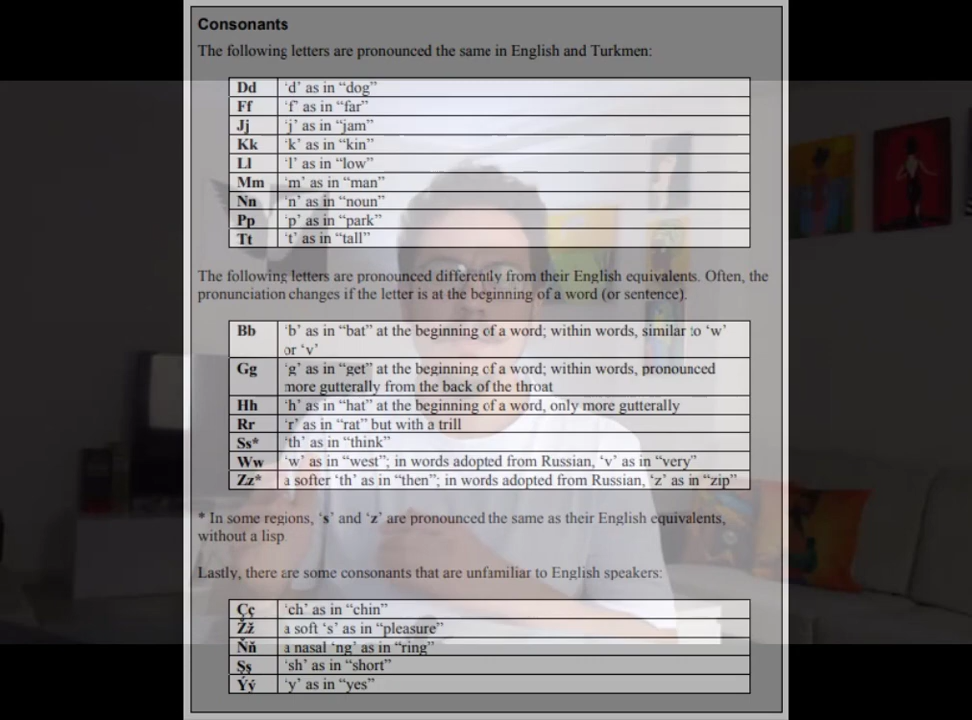 Consonants
The following letters are pronounced the same in English and Turkmen:
Dd 'd' as in “dog”
Ff 'f' as in “far”
Jj 'j' as in “jam”
Kk 'k' as in “kin”
Ll 'l' as in “low”
Mm 'm' as in “man”
Nn 'n' as in “noun”
Pp 'p' as in “park”
Tt 't' as in “tall”
The following letters are pronounced differently from their English equivalents. Often, the
pronunciation changes if the letter is at the beginning of a word (or sentence).
Bb 'b' as in “bat” at the beginning of a word; within words, similar to 'w'
or 'v'
Gg 'g' as in “get” at the beginning of a word; within words, pronounced
more gutterally from the back of the throat
Hh 'h' as in “hat” at the beginning of a word, only more gutterally
Rr 'r' as in “rat” but with a trill
Ss* 'th' as in “think”
Ww 'w' as in “west”; in words adopted from Russian, 'v' as in “very”
Zz* a softer 'th' as in “then”; in words adopted from Russian, 'z' as in “zip”
* In some regions, 's' and 'z' are pronounced the same as their English equivalents,
without a lisp
Lastly, there are some consonants that are unfamiliar to English speakers:
Çç 'ch' as in “chin”
Žž a soft 's' as in “pleasure”
Ňň a nasal 'ng' as in “ring”
Şş 'sh' as in “short”
Ýý 'y' as in “yes”